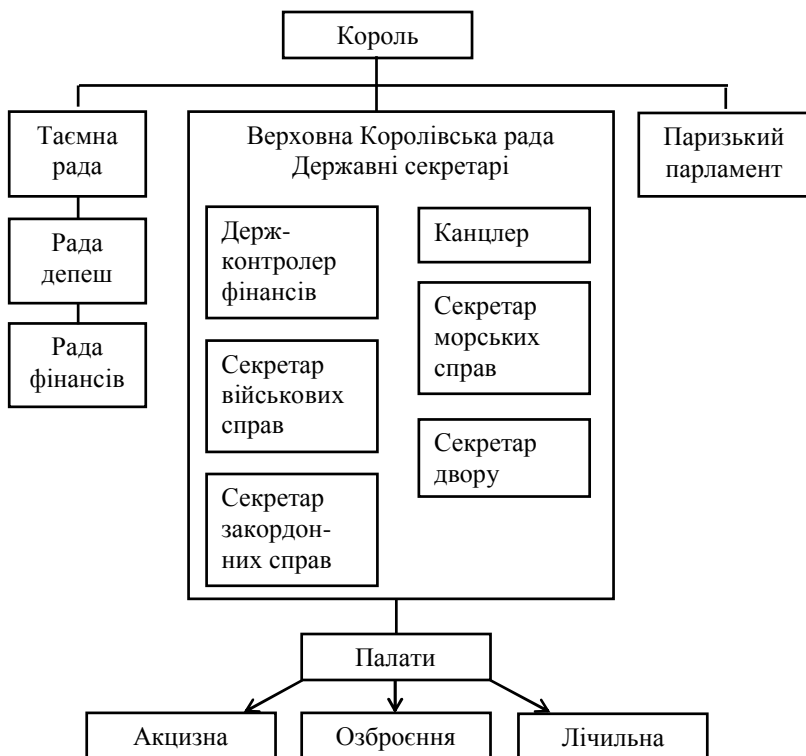 Король
Таємна
рада
Рада
депеш
Рада
фінансів
Верховна Королівська рада
Державні секретарі
Держ-
контролер
фінансів
Секретар
військових
справ
Секретар
закордон-
них справ
Канцлер
Секретар
морських
справ
Секретар
двору
Паризький
парламент
Палати
Акцизна
Озброєння
Лічильна